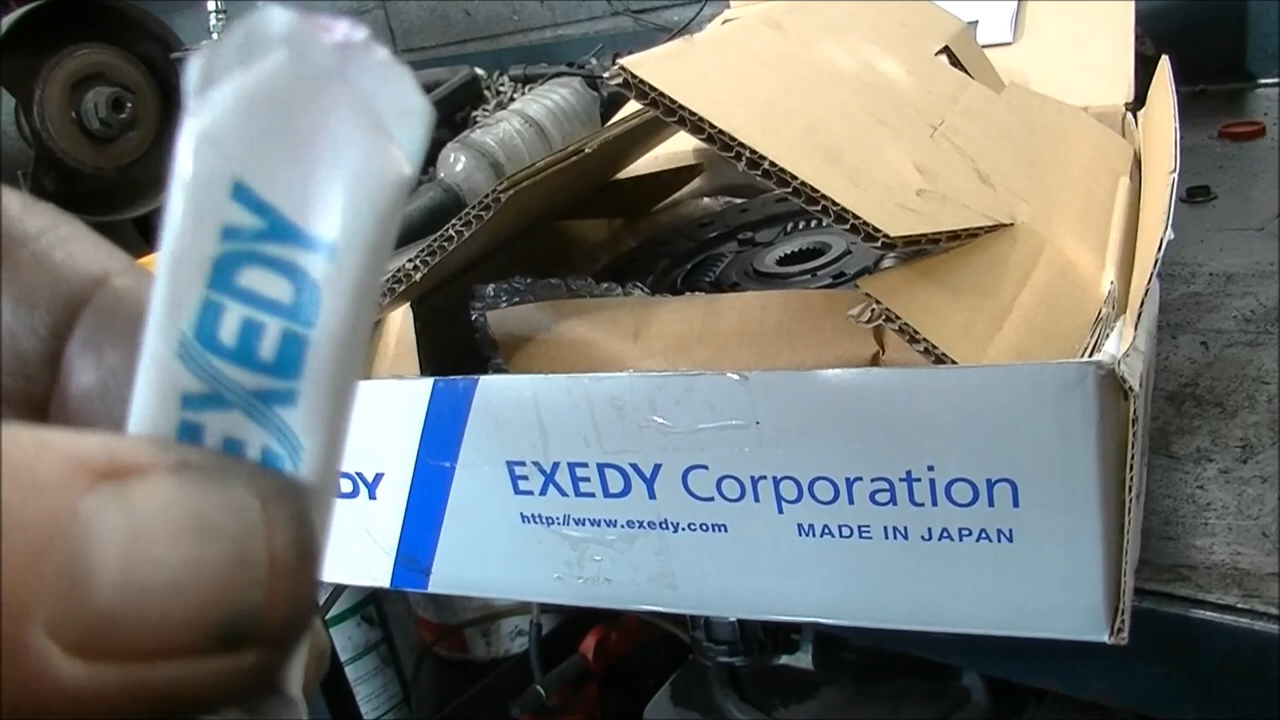 EXEDY
DY
EXEDY Corporation
http://www.exedy.com
MADE IN JAPAN